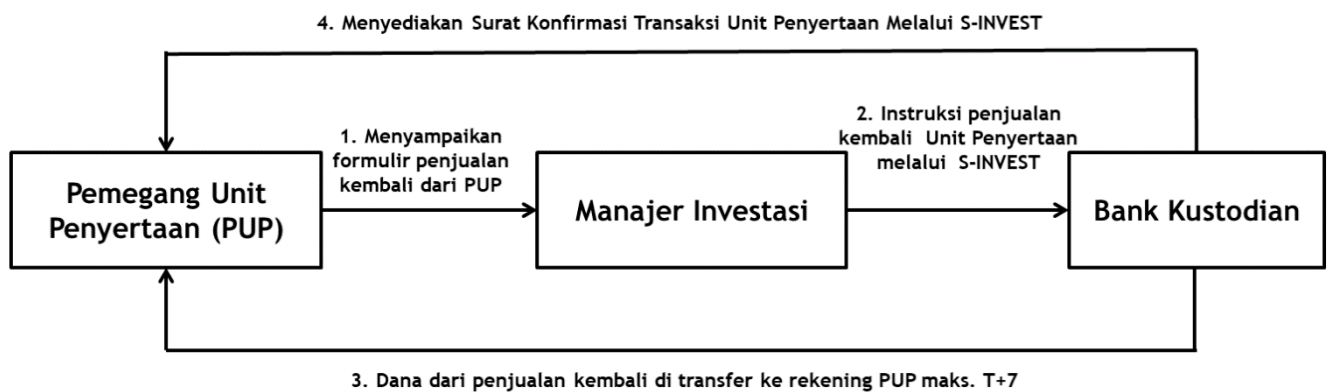 4. Menyediakan Surat Konfirmasi Transaksi Unit Penyertaan Melalui S-INVEST
1. Menyampaikan
formulir penjualan
kembali dari PUP
2. Instruksi penjualan
kembali Unit Penyertaan
melalui S-INVEST
Pemegang Unit
Penyertaan (PUP)
Manajer Investasi
Bank Kustodian
3. Dana dari penjualan kembali di transfer ke rekening PUP maks. T+7